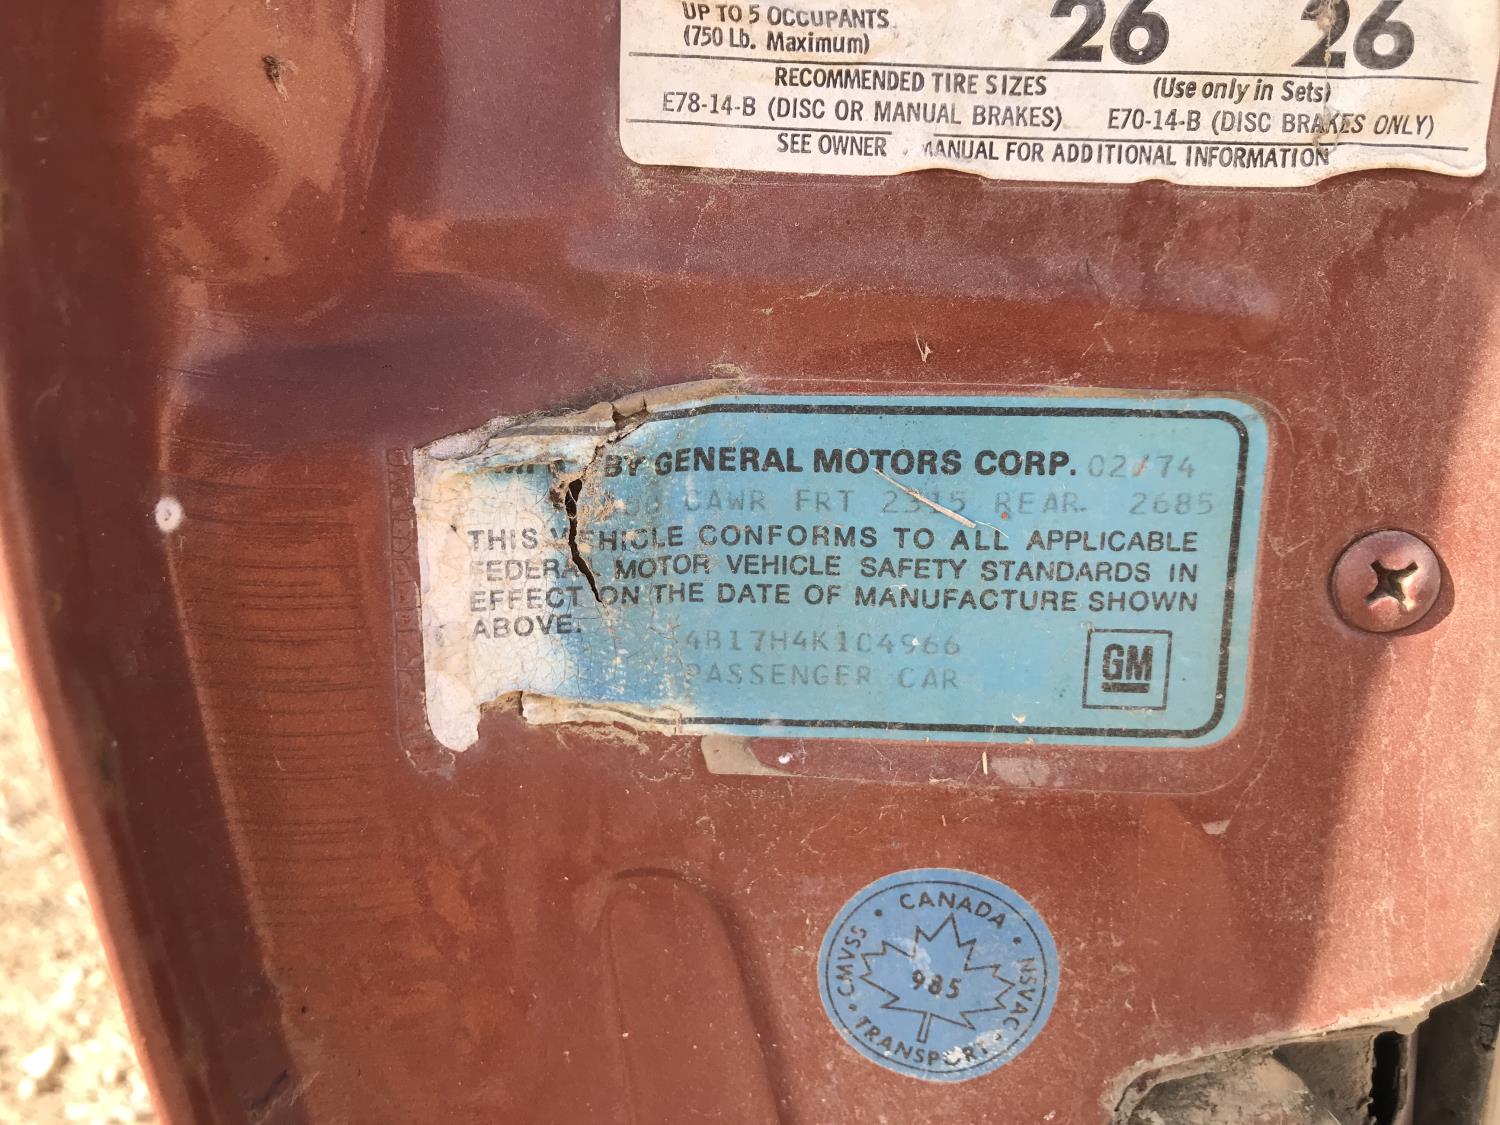 UP TO 5 OCCUPANTS 26 26
(750 Lb. Maximum)
RECOMMENDED TIRE SIZES (Use only in Sets)
E78-14-B (DISC OR MANUAL BRAKES) E70-14-B (DISC BRAKES ONLY)
SEE OWNER MANUAL FOR ADDITIONAL INFORMATION
BY GENERAL MOTORS CORP. 02/74
GAWR FRT 2315 REAR. 2685
THIS VEHICLE CONFORMS TO ALL APPLICABLE
FEDERAL MOTOR VEHICLE SAFETY STANDARDS IN
EFFECT ON THE DATE OF MANUFACTURE SHOWN
ABOVE.
4B17H4K104966
PASSENGER CAR
GM
CANADA
985
CMVSS • TRANSPORT • NSVAC